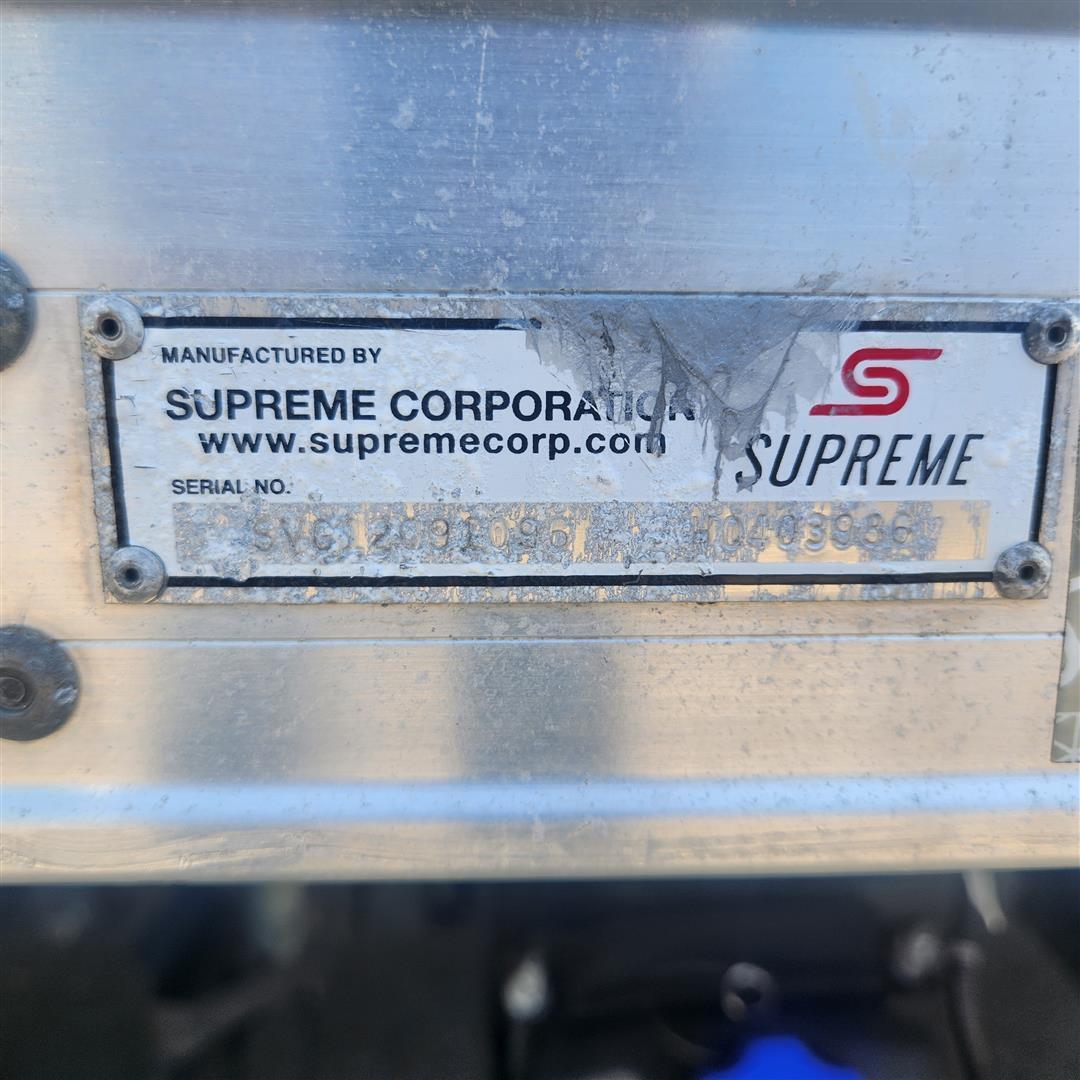 MANUFACTURED BY
SUPREME CORPORATION
www.supremecorp.com
SUPREME
SERIAL NO.